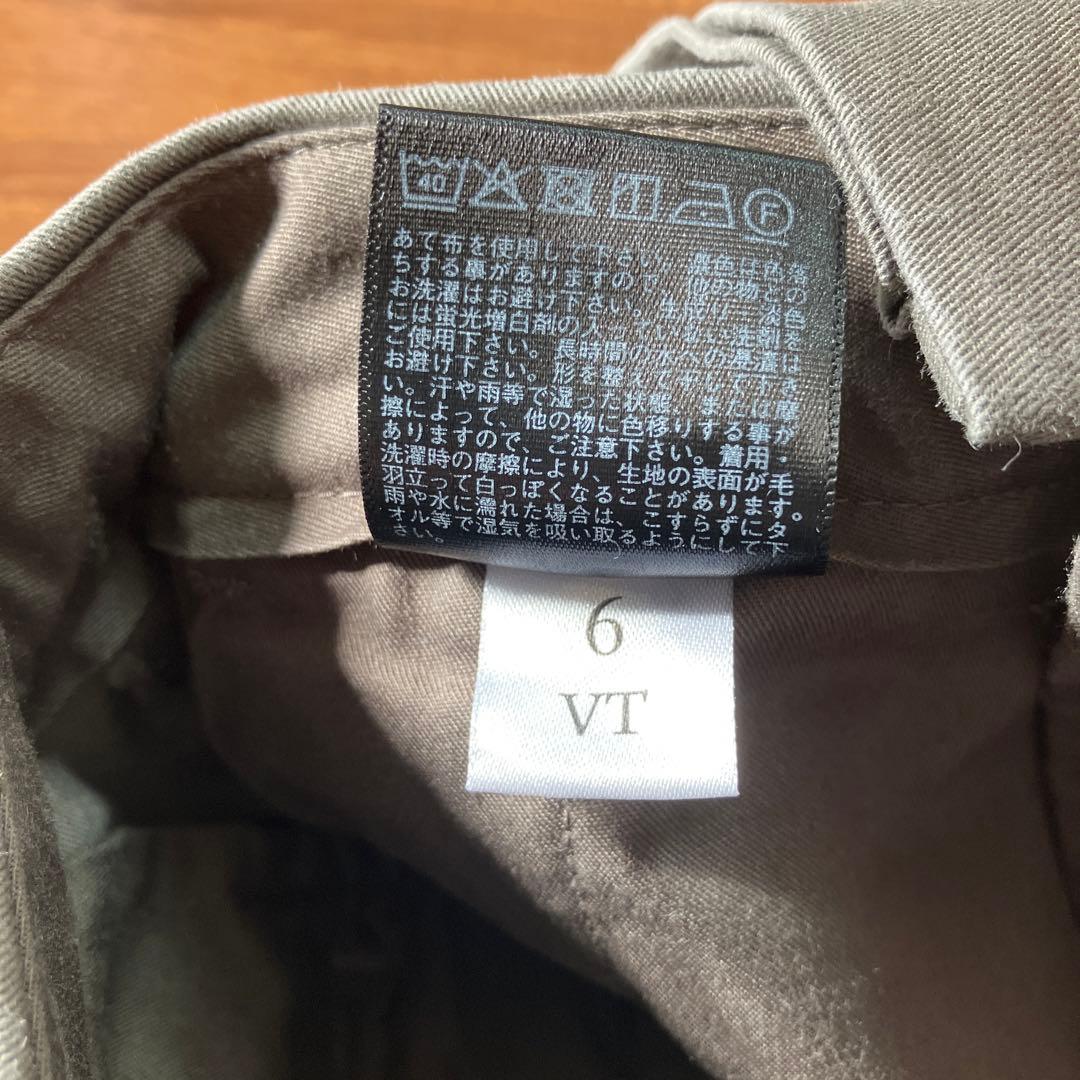 40
F
あて布を使用して下さい。濃色は色落
ちする事がありますので、
お洗濯はお避け下さい。生成
は蛍光増白剤の入
ご使用下さい。長時間水
お避け下さい。形を整え
い。汗や雨等で湿った状態、または摩
擦によって、他の物に色移りする事が
ありますので、ご注意下さい。着用・
洗濯時の摩擦により、生地の表面が毛
羽立って白っぽくなることがあります。
雨や水に濡れた場合は、こすらずにタ
オル等で湿気を吸い取るようにして下
さい。
6
VT